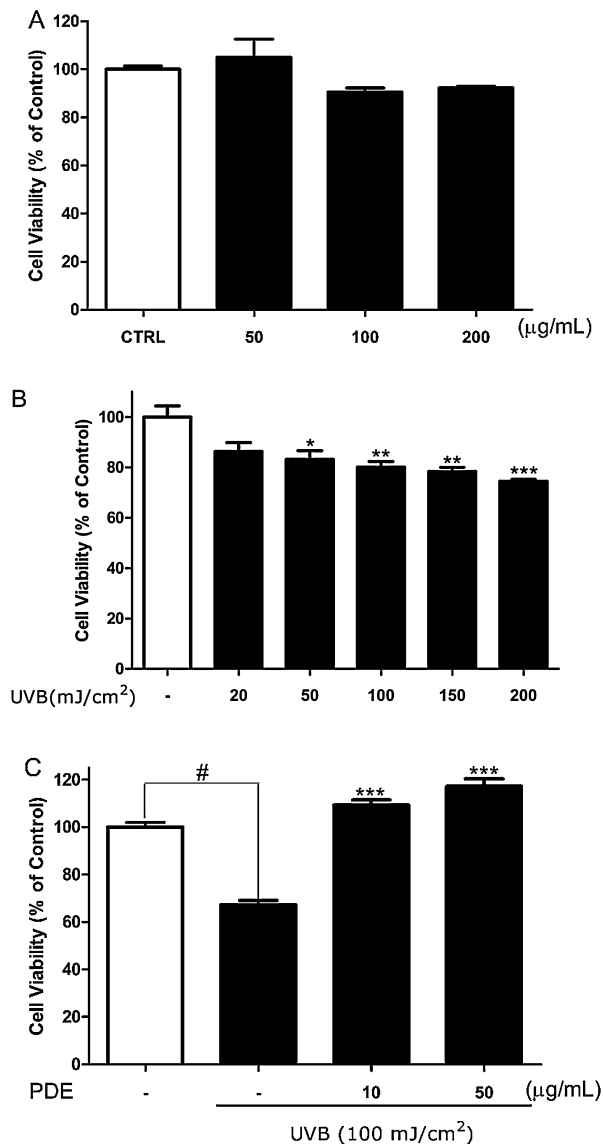 A
Cell Viability (% of Control)
120
100
80
60
40
20
0
CTRL 50 100 200 (µg/mL)
B
Cell Viability (% of Control)
100
80
60
40
20
0
* ** ** ***
UVB(mJ/cm²) - 20 50 100 150 200
C
Cell Viability (% of Control)
120
100
80
60
40
20
0
# *** ***
PDE - - 10 50 (µg/mL)
UVB (100 mJ/cm²)